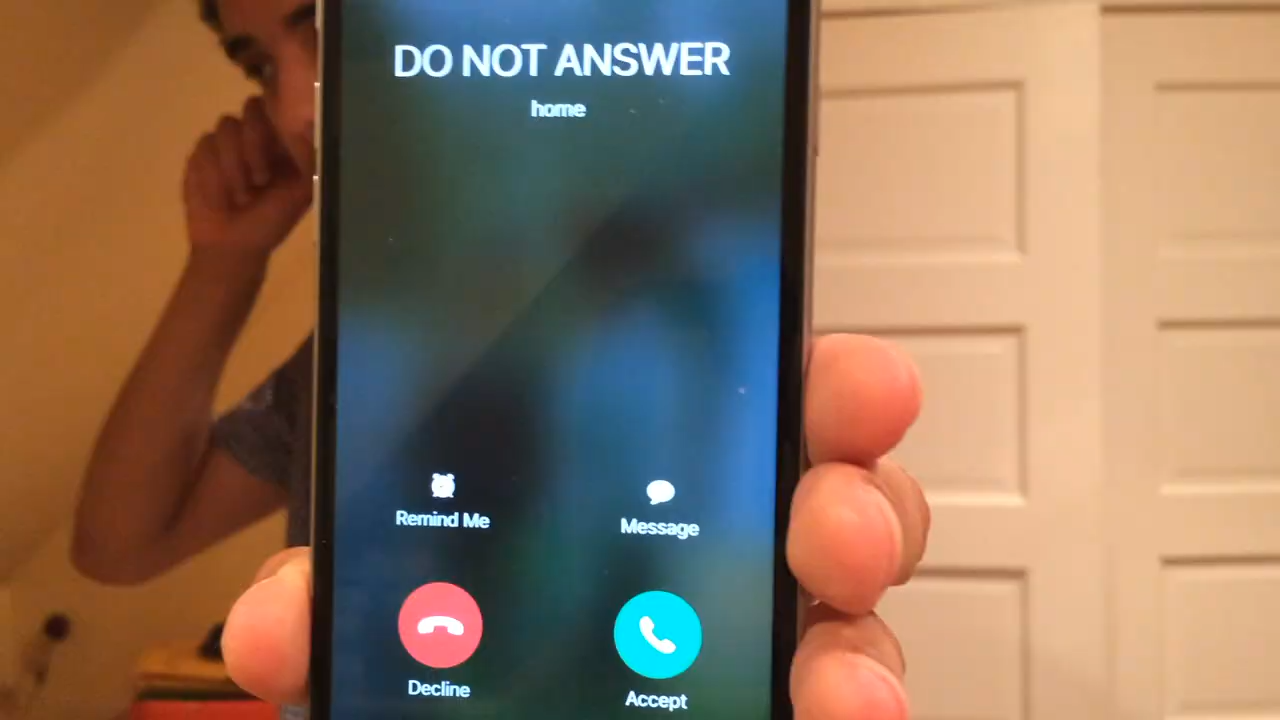 DO NOT ANSWER
home
Remind Me
Message
Decline
Accept